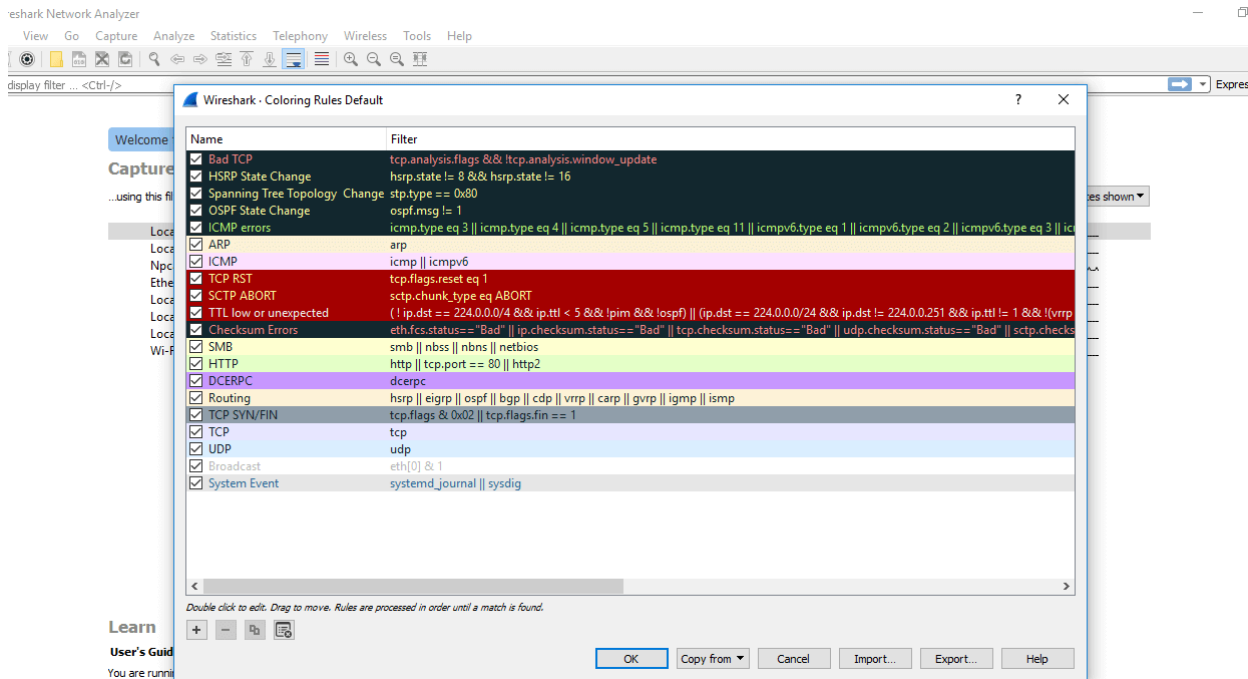 reshark Network Analyzer
View Go Capture Analyze Statistics Telephony Wireless Tools Help
display filter ... <Ctrl-/>
Expres
Wireshark · Coloring Rules Default
? 
Welcome
Capture
...using this fil
es shown
Loca
Loca
Npc
Ethe
Loca
Loca
Loca
Wi-F
Name Filter
Bad TCP tcp.analysis.flags && !tcp.analysis.window_update
HSRP State Change hsrp.state != 8 && hsrp.state != 16
Spanning Tree Topology Change stp.type == 0x80
OSPF State Change ospf.msg != 1
ICMP errors icmp.type eq 3 || icmp.type eq 4 || icmp.type eq 5 || icmp.type eq 11 || icmpv6.type eq 1 || icmpv6.type eq 2 || icmpv6.type eq 3 || ic
ARP arp
ICMP icmp || icmpv6
TCP RST tcp.flags.reset eq 1
SCTP ABORT sctp.chunk_type eq ABORT
TTL low or unexpected ( ! ip.dst == 224.0.0.0/4 && ip.ttl < 5 && !pim && !ospf) || (ip.dst == 224.0.0.0/24 && ip.dst != 224.0.0.251 && ip.ttl != 1 && !(vrrp
Checksum Errors eth.fcs.status=="Bad" || ip.checksum.status=="Bad" || tcp.checksum.status=="Bad" || udp.checksum.status=="Bad" || sctp.checks
SMB smb || nbss || nbns || netbios
HTTP http || tcp.port == 80 || http2
DCERPC dcerpc
Routing hsrp || eigrp || ospf || bgp || cdp || vrrp || carp || gvrp || igmp || ismp
TCP SYN/FIN tcp.flags & 0x02 || tcp.flags.fin == 1
TCP tcp
UDP udp
Broadcast eth[0] & 1
System Event systemd_journal || sysdig
Double click to edit. Drag to move. Rules are processed in order until a match is found.
OK Copy from Cancel Import... Export... Help
Learn
User's Guid
You are runni